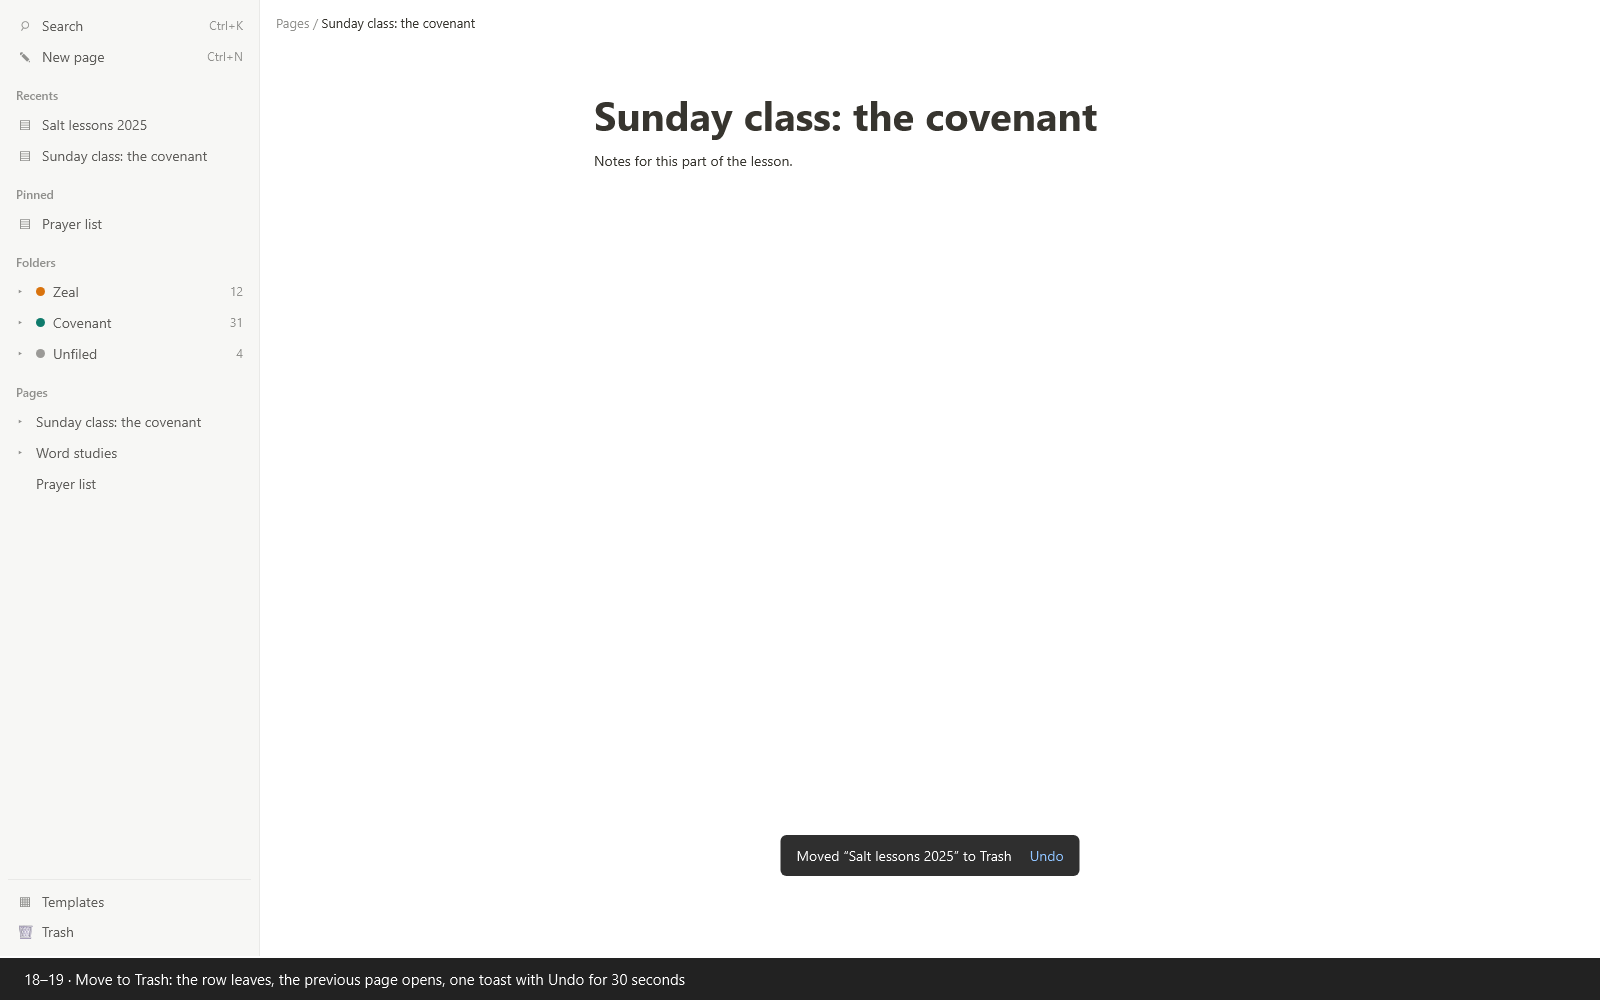 Search Ctrl+K
New page Ctrl+N
Recents
Salt lessons 2025
Sunday class: the covenant
Pinned
Prayer list
Folders
Zeal 12
Covenant 31
Unfiled 4
Pages
Sunday class: the covenant
Word studies
Prayer list
Templates
Trash
Pages / Sunday class: the covenant
Sunday class: the covenant
Notes for this part of the lesson.
Moved “Salt lessons 2025” to Trash Undo
18–19 · Move to Trash: the row leaves, the previous page opens, one toast with Undo for 30 seconds